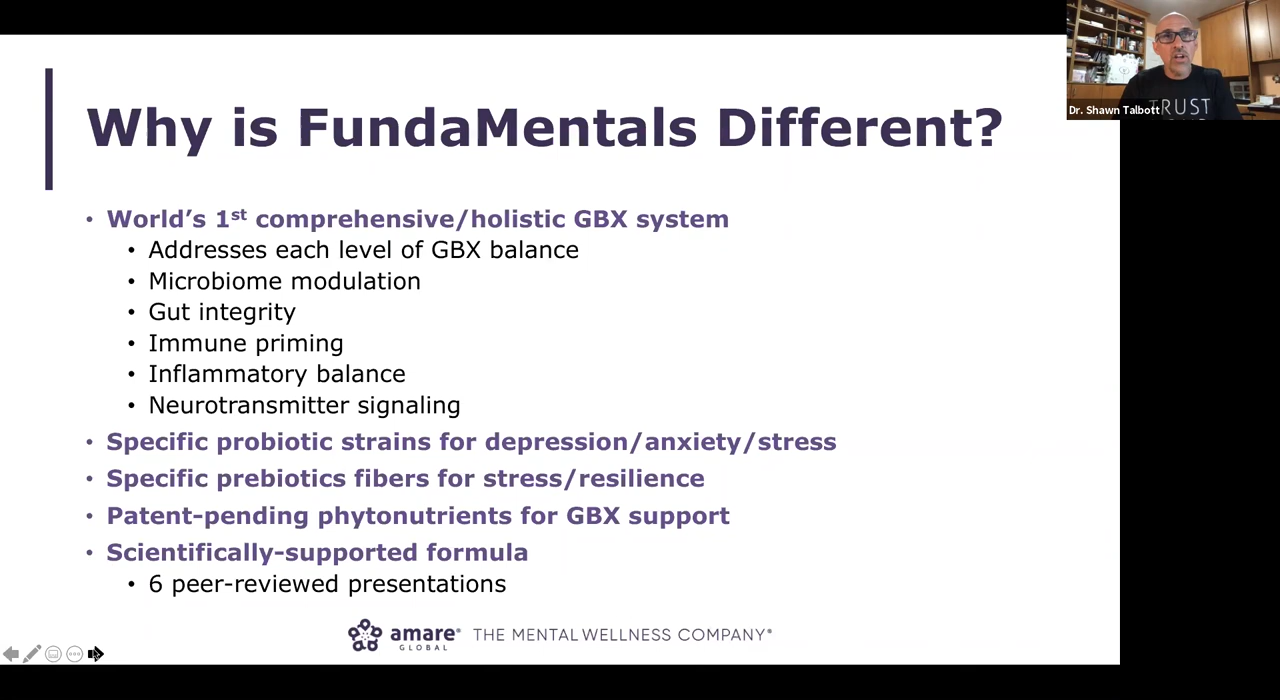 Why is FundaMentals Different?
• World's 1st comprehensive/holistic GBX system
• Addresses each level of GBX balance
• Microbiome modulation
• Gut integrity
• Immune priming
• Inflammatory balance
• Neurotransmitter signaling
• Specific probiotic strains for depression/anxiety/stress
• Specific prebiotics fibers for stress/resilience
• Patent-pending phytonutrients for GBX support
• Scientifically-supported formula
• 6 peer-reviewed presentations
amare® THE MENTAL WELLNESS COMPANY®
GLOBAL
Dr. Shawn Talbott
TRUST